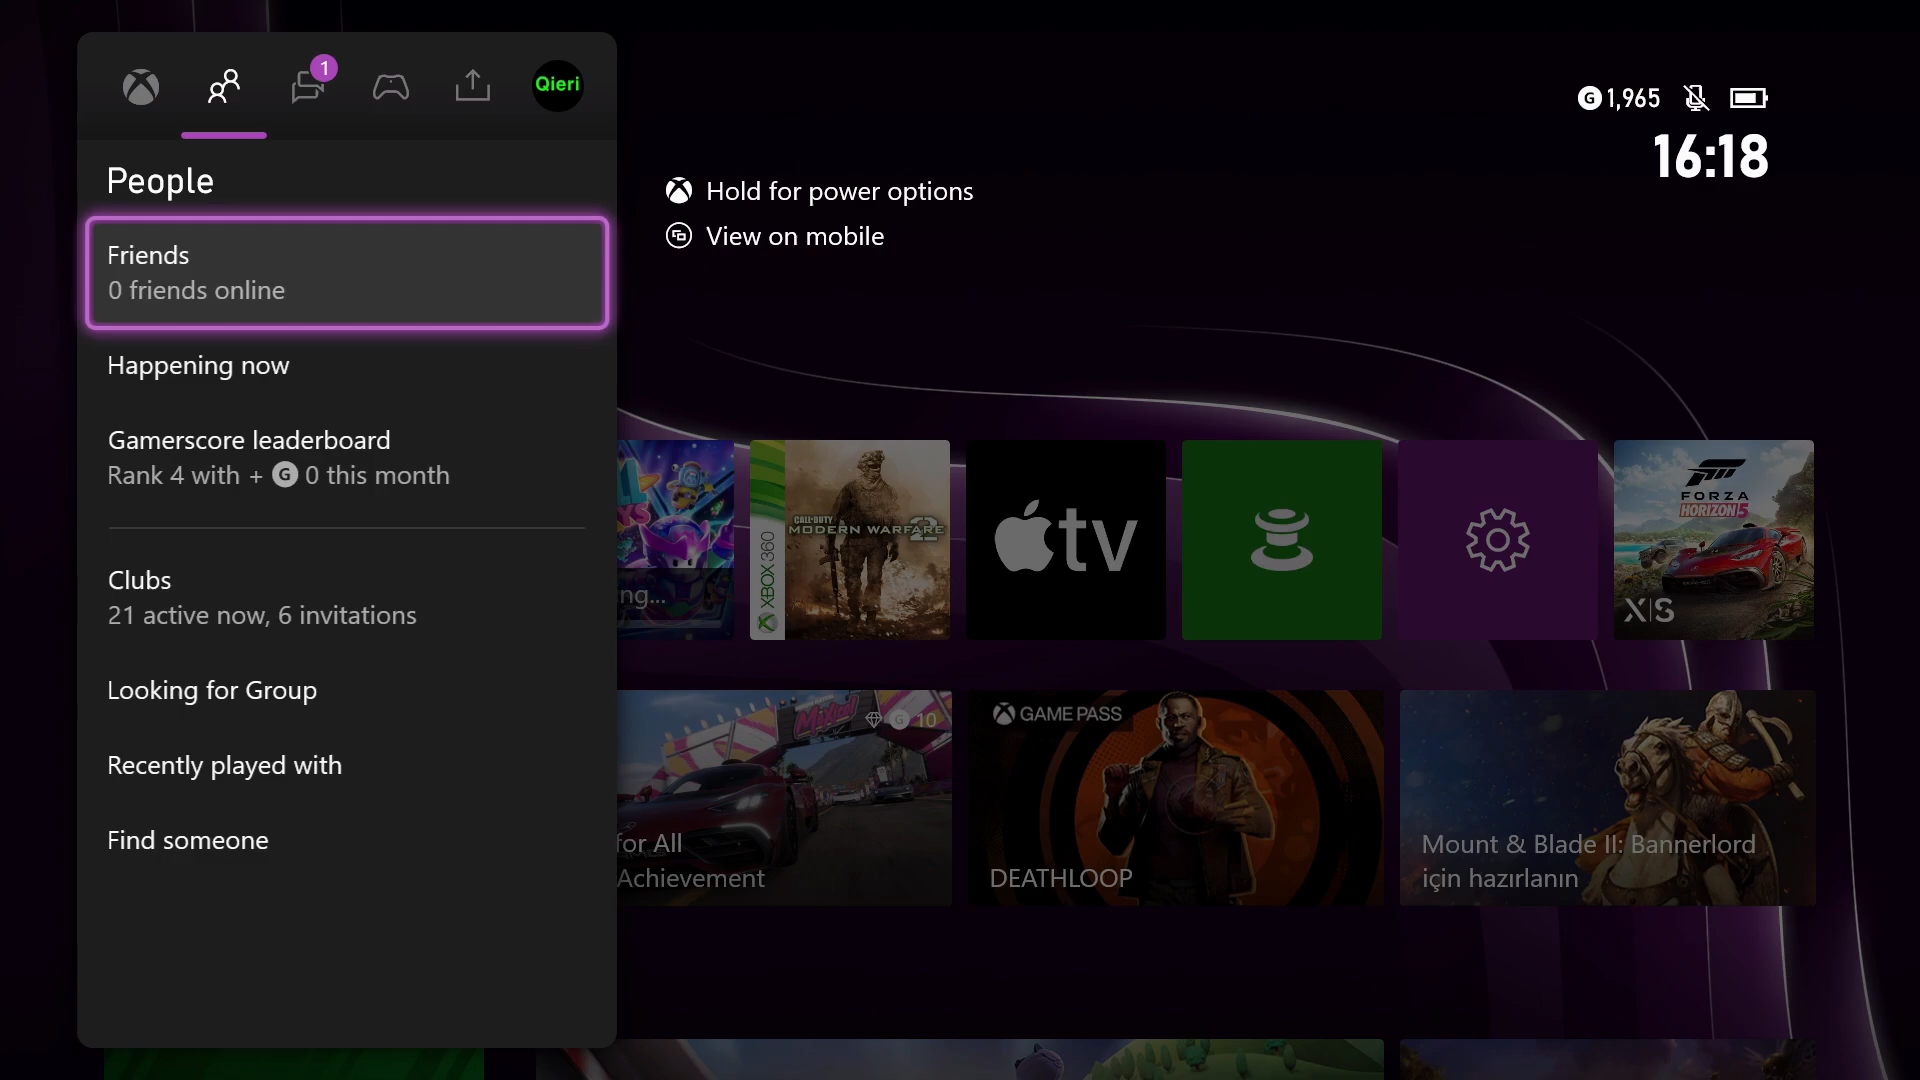 1
Qieri
People
Friends
0 friends online
Happening now
Gamerscore leaderboard
Rank 4 with + G 0 this month
Clubs
21 active now, 6 invitations
Looking for Group
Recently played with
Find someone
G 1,965
16:18
Hold for power options
View on mobile
ng...
XBOX 360
CALL·DUTY
MODERN WARFARE
2
tv
FORZA
HORIZON 5
X|S
Mexico!
G 10
for All
Achievement
GAME PASS
DEATHLOOP
Mount & Blade II: Bannerlord
için hazırlanın